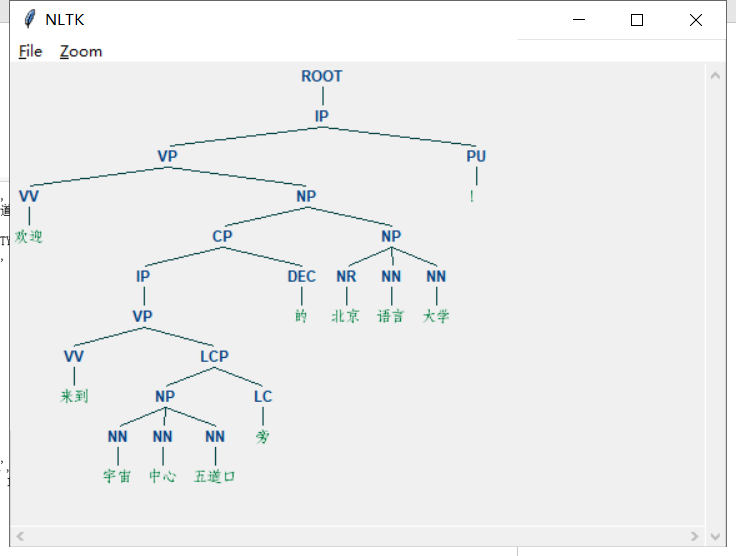 NLTK
File Zoom
ROOT
IP
VP PU
VV NP !
欢迎 CP NP
IP DEC NR NN NN
VP 的 北京 语言 大学
VV LCP
来到 NP LC
NN NN NN 旁
宇宙 中心 五道口